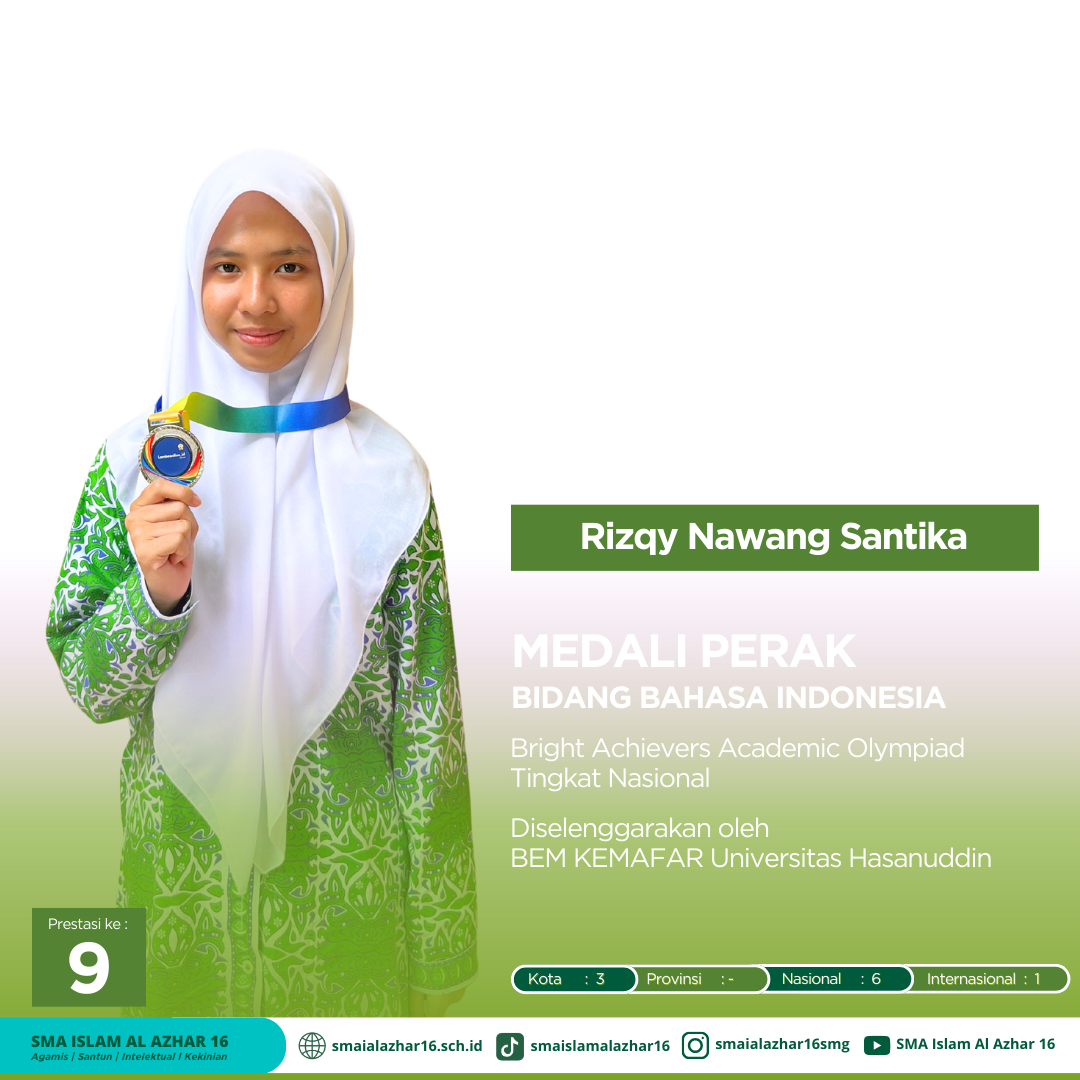 Rizqy Nawang Santika
MEDALI PERAK
BIDANG BAHASA INDONESIA
Bright Achievers Academic Olympiad
Tingkat Nasional
Diselenggarakan oleh
BEM KEMAFAR Universitas Hasanuddin
Prestasi ke :
9
Kota : 3 Provinsi : - Nasional : 6 Internasional : 1
SMA ISLAM AL AZHAR 16
Agamis | Santun | Intelektual I Kekinian
smaialazhar16.sch.id smaislamalazhar16 smaialazhar16smg SMA Islam Al Azhar 16